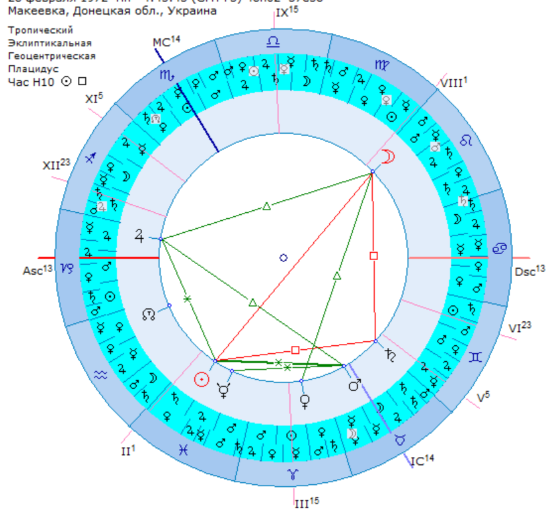 Макеевка, Донецкая обл., Украина
Тропический
Эклиптикальная
Геоцентрическая
Плацидус
Час H10 ☉ □
IX15
MC14
VIII1
XI5
XII23
Asc13
Dsc13
VI23
V5
II1
IC14
III15